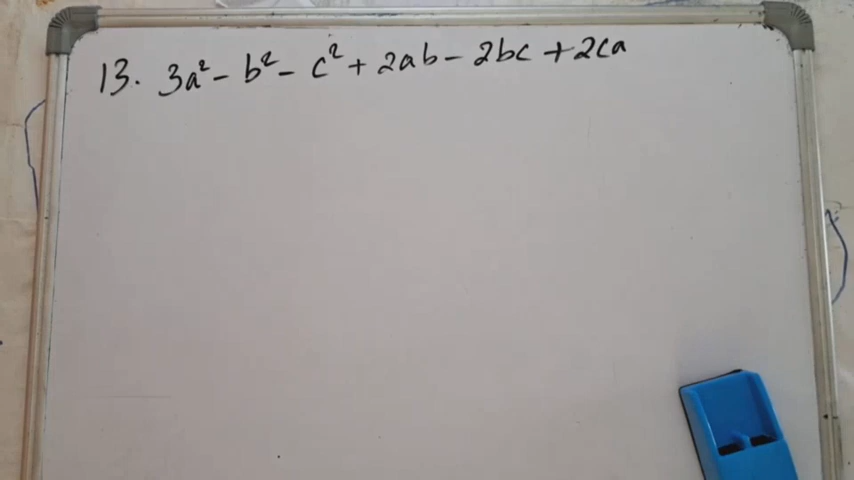 13. 3a² - b² - c² + 2ab - 2bc + 2ca